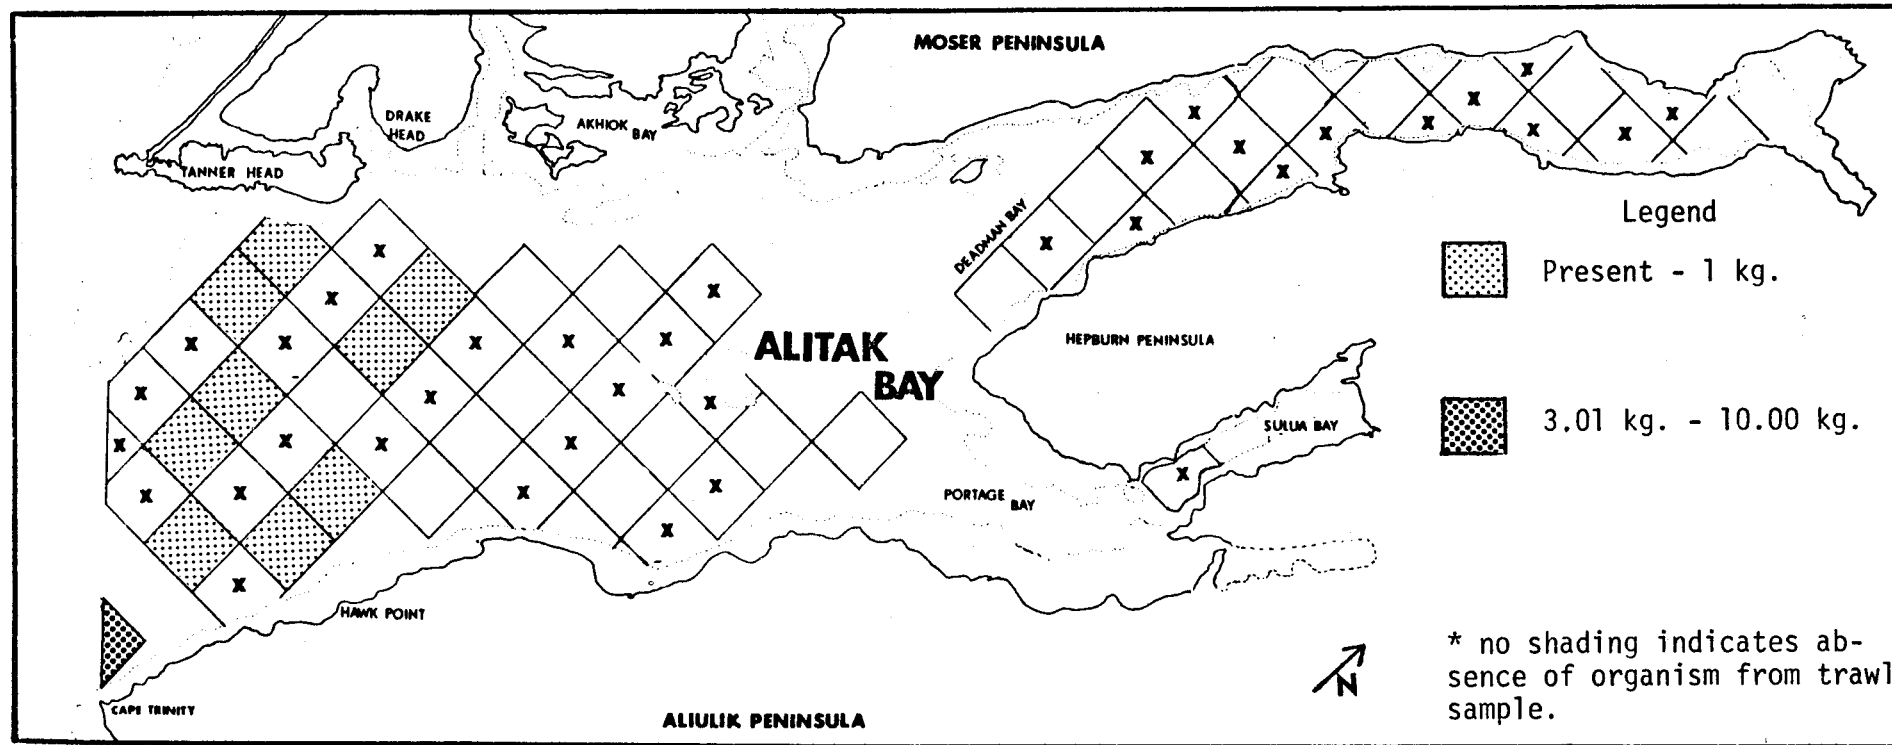 MOSER PENINSULA
DRAKE
HEAD
AKHIOK BAY
TANNER HEAD
DEADMAN BAY
Legend
Present - 1 kg.
3.01 kg. - 10.00 kg.
HEPBURN PENINSULA
ALITAK
BAY
SULUA BAY
PORTAGE BAY
HAWK POINT
CAPE TRINITY
ALIULIK PENINSULA
N
* no shading indicates ab-
sence of organism from trawl
sample.
X X X X X X X X X X X X X X X X X X X X X X X X X X X X X X X X X X X X X X X